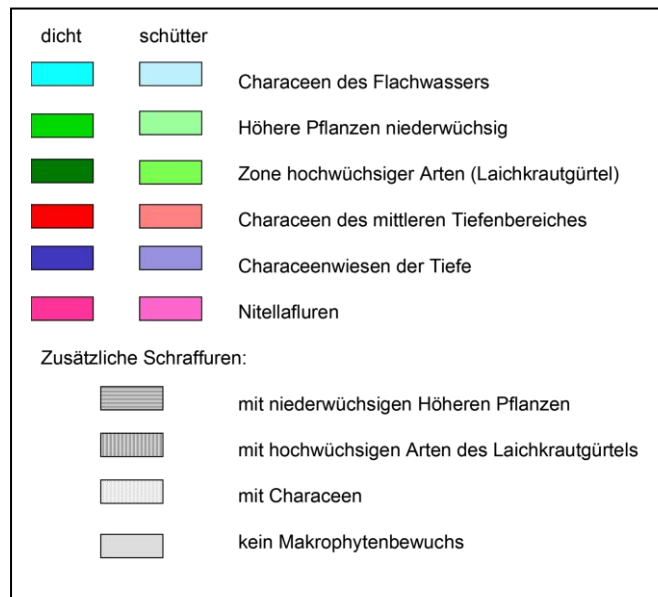 dicht schütter
Characeen des Flachwassers
Höhere Pflanzen niederwüchsig
Zone hochwüchsiger Arten (Laichkrautgürtel)
Characeen des mittleren Tiefenbereiches
Characeenwiesen der Tiefe
Nitellafluren
Zusätzliche Schraffuren:
mit niederwüchsigen Höheren Pflanzen
mit hochwüchsigen Arten des Laichkrautgürtels
mit Characeen
kein Makrophytenbewuchs